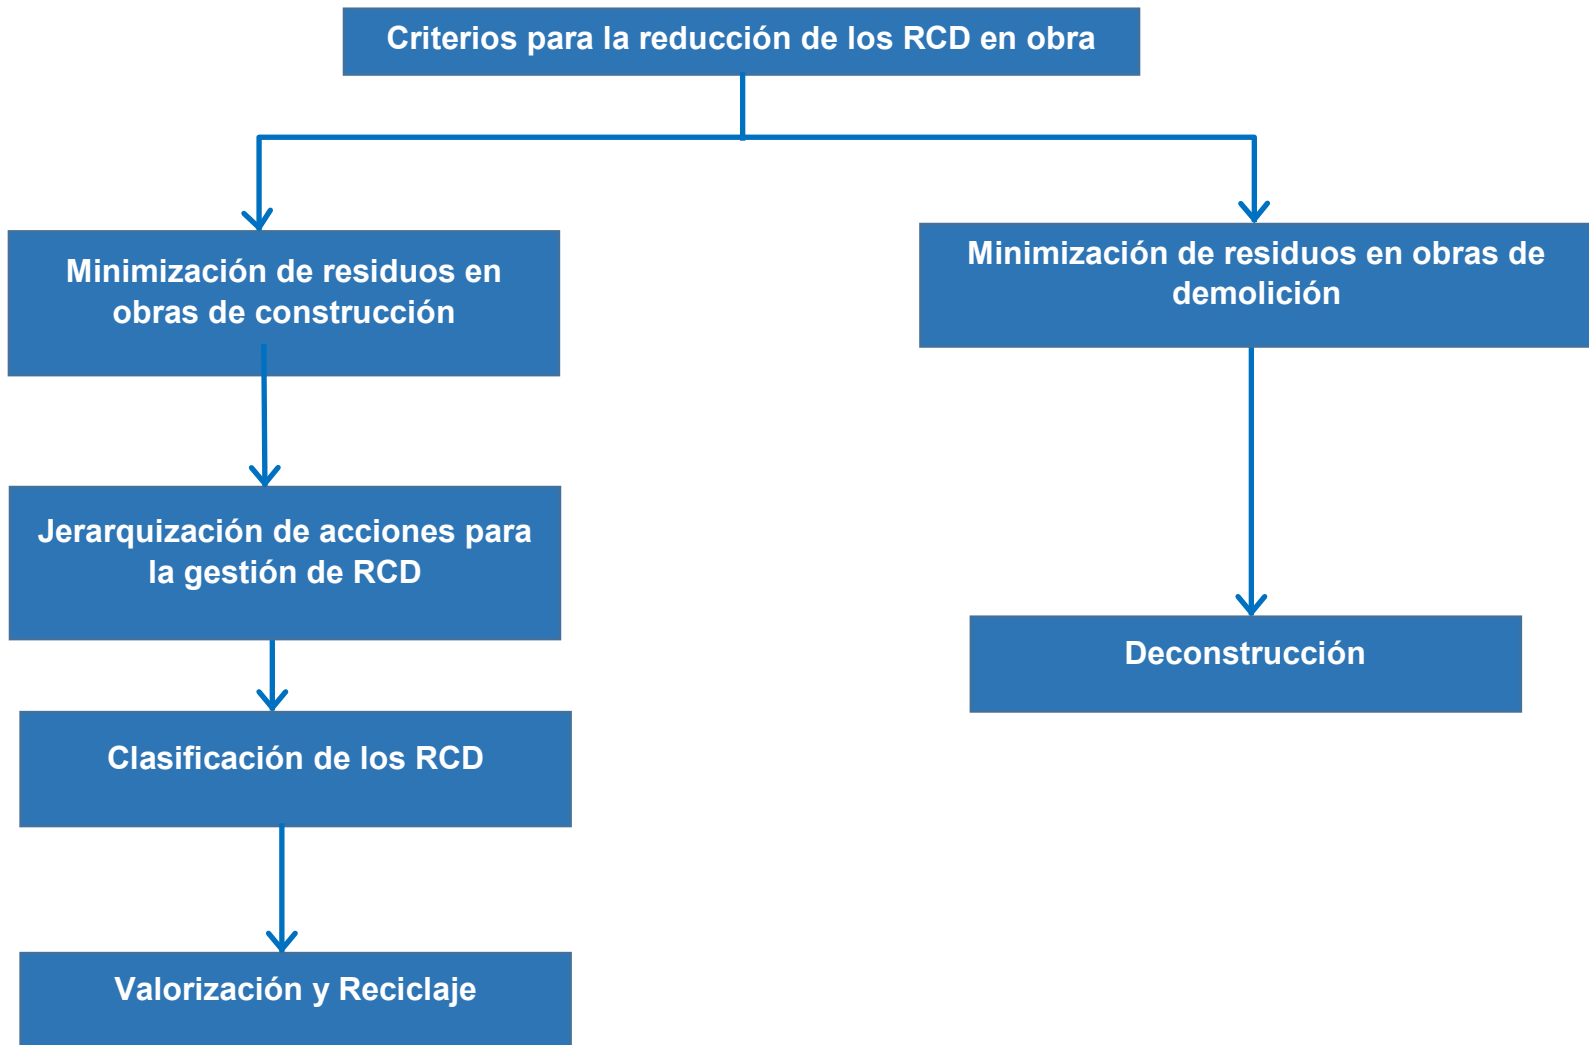 Criterios para la reducción de los RCD en obra
Minimización de residuos en
obras de construcción
Minimización de residuos en obras de
demolición
Jerarquización de acciones para
la gestión de RCD
Deconstrucción
Clasificación de los RCD
Valorización y Reciclaje